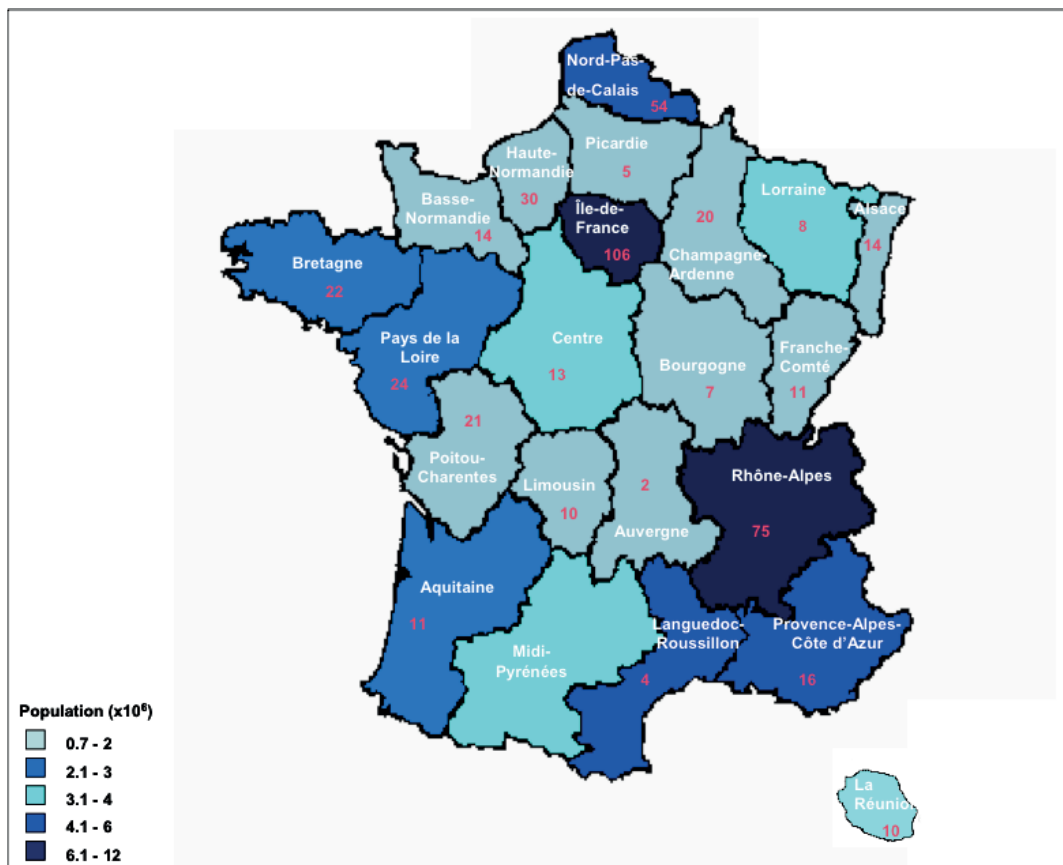 Nord-Pas-
de-Calais
54
Picardie
5
Haute-
Normandie
30
Basse-
Normandie
14
Île-de-
France
106
20
Champagne-
Ardenne
Lorraine
8
Alsace
14
Bretagne
22
Pays de la
Loire
24
Centre
13
Bourgogne
7
Franche-
Comté
11
21
Poitou-
Charentes
Limousin
10
2
Auvergne
Rhône-Alpes
75
Aquitaine
11
Midi-
Pyrénées
Languedoc-
Roussillon
4
Provence-Alpes-
Côte d'Azur
16
La
Réunion
10
Population (x10⁶)
0.7 - 2
2.1 - 3
3.1 - 4
4.1 - 6
6.1 - 12